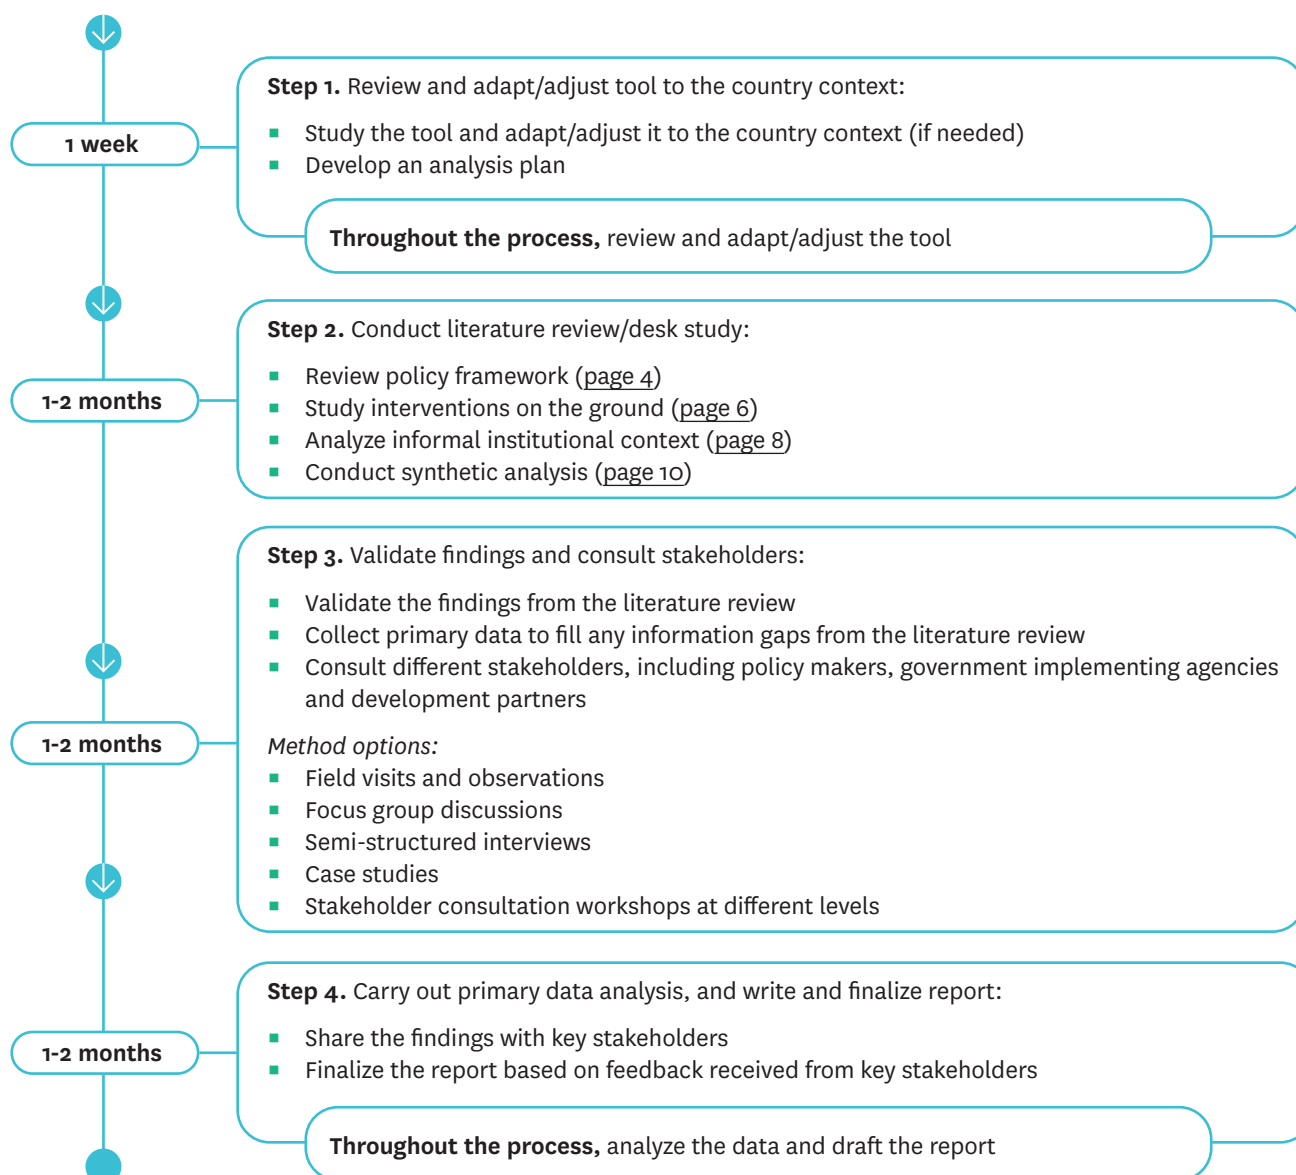 Step 1. Review and adapt/adjust tool to the country context:
1 week
▪ Study the tool and adapt/adjust it to the country context (if needed)
▪ Develop an analysis plan
Throughout the process, review and adapt/adjust the tool
Step 2. Conduct literature review/desk study:
1-2 months
▪ Review policy framework (page 4)
▪ Study interventions on the ground (page 6)
▪ Analyze informal institutional context (page 8)
▪ Conduct synthetic analysis (page 10)
Step 3. Validate findings and consult stakeholders:
▪ Validate the findings from the literature review
▪ Collect primary data to fill any information gaps from the literature review
▪ Consult different stakeholders, including policy makers, government implementing agencies
and development partners
1-2 months
Method options:
▪ Field visits and observations
▪ Focus group discussions
▪ Semi-structured interviews
▪ Case studies
▪ Stakeholder consultation workshops at different levels
Step 4. Carry out primary data analysis, and write and finalize report:
1-2 months
▪ Share the findings with key stakeholders
▪ Finalize the report based on feedback received from key stakeholders
Throughout the process, analyze the data and draft the report